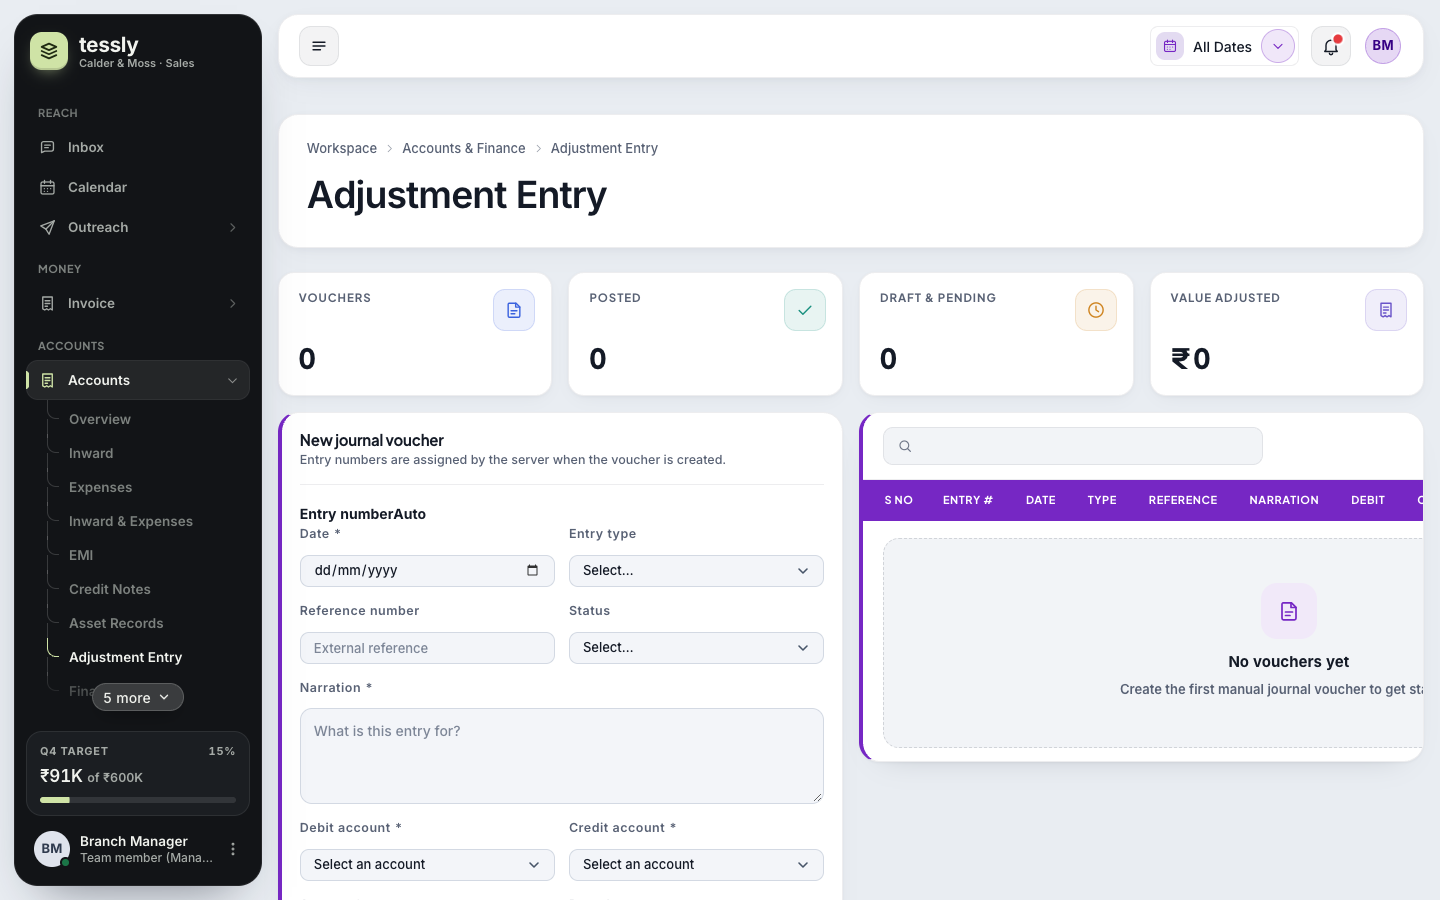 tessly
Calder & Moss · Sales
REACH
Inbox
Calendar
Outreach
MONEY
Invoice
ACCOUNTS
Accounts
Overview
Inward
Expenses
Inward & Expenses
EMI
Credit Notes
Asset Records
Adjustment Entry
5 more
Q4 TARGET 15%
₹91K of ₹600K
BM
Branch Manager
Team member (Mana...
All Dates
BM
Workspace > Accounts & Finance > Adjustment Entry
Adjustment Entry
VOUCHERS
0
POSTED
0
DRAFT & PENDING
0
VALUE ADJUSTED
₹0
New journal voucher
Entry numbers are assigned by the server when the voucher is created.
Entry numberAuto
Date * Entry type
dd/mm/yyyy Select...
Reference number Status
External reference Select...
Narration *
What is this entry for?
Debit account * Credit account *
Select an account Select an account
S NO ENTRY # DATE TYPE REFERENCE NARRATION DEBIT
No vouchers yet
Create the first manual journal voucher to get